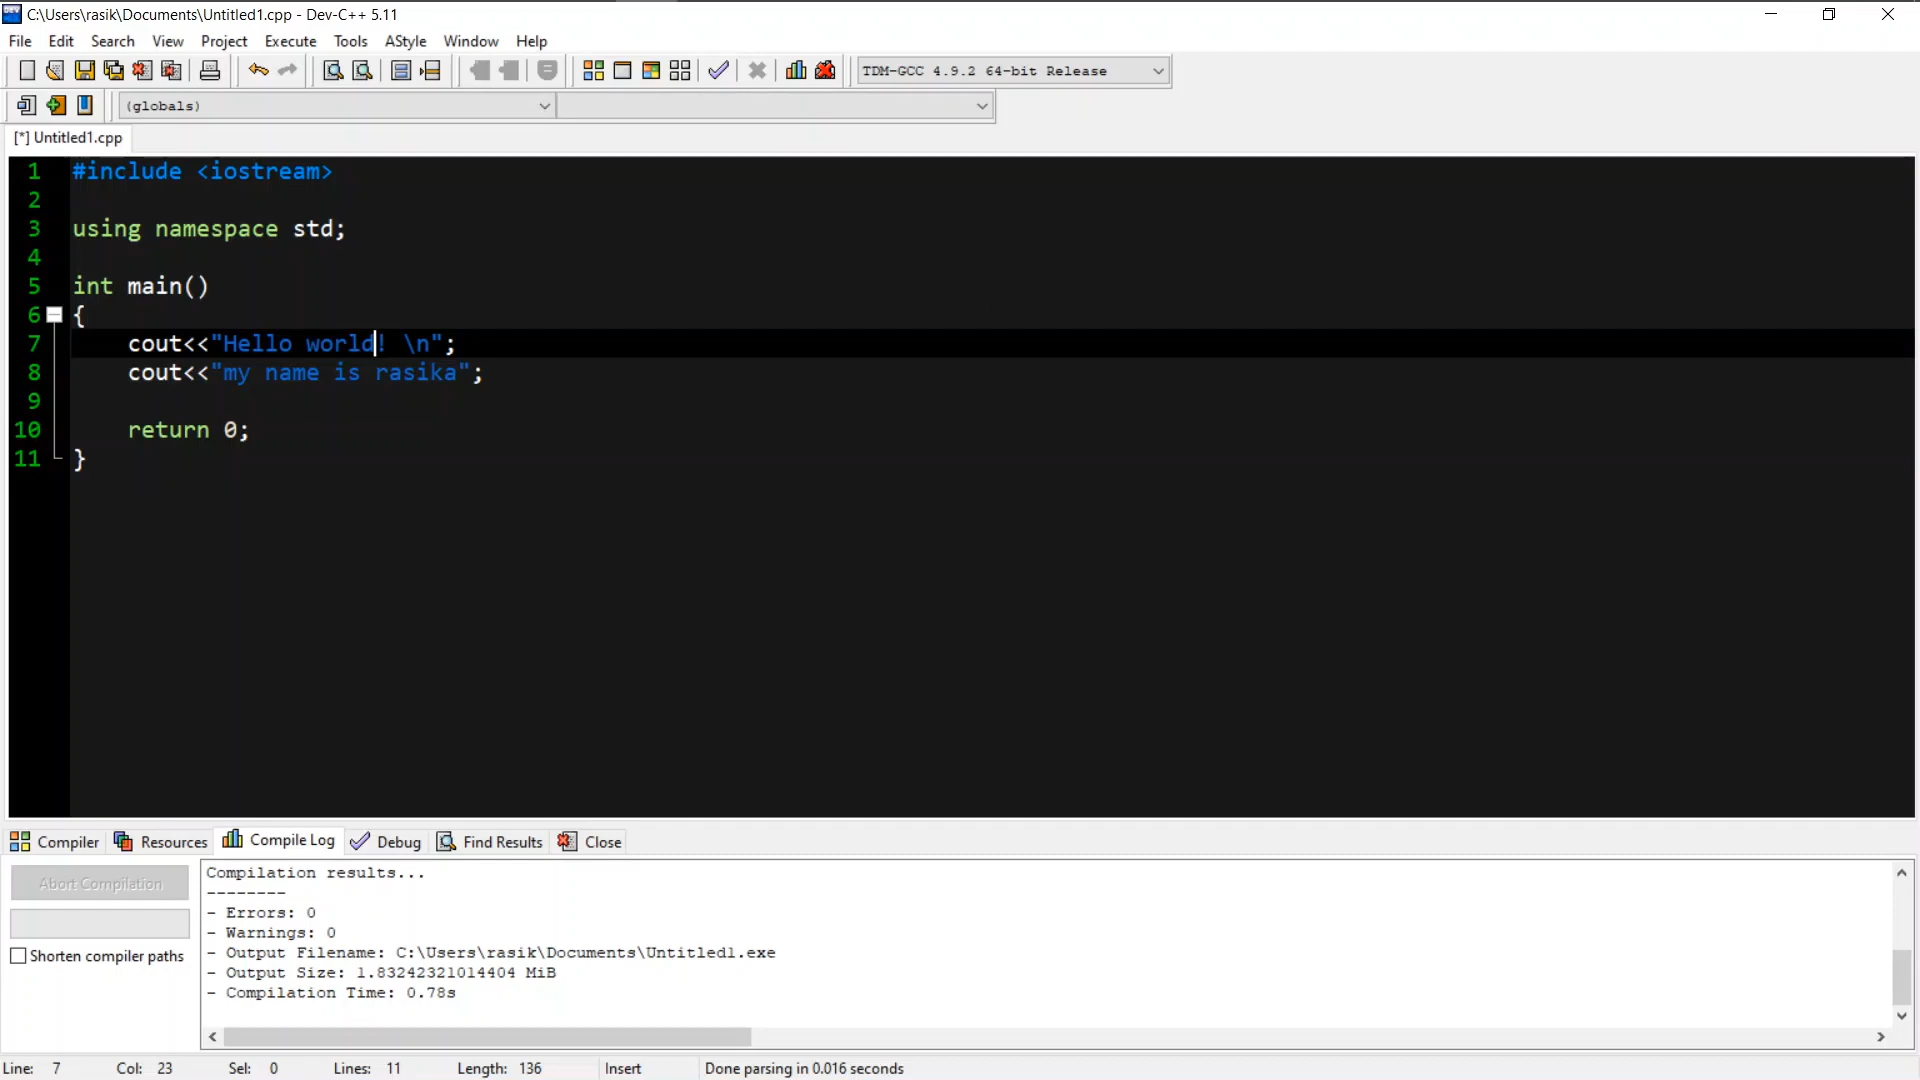 C:\Users\rasik\Documents\Untitled1.cpp - Dev-C++ 5.11
File Edit Search View Project Execute Tools AStyle Window Help
TDM-GCC 4.9.2 64-bit Release
(globals)
[*] Untitled1.cpp
1 #include <iostream>
2
3 using namespace std;
4
5 int main()
6 {
7 cout<<"Hello world! \n";
8 cout<<"my name is rasika";
9
10 return 0;
11 }
Compiler Resources Compile Log Debug Find Results Close
Abort Compilation
Shorten compiler paths
Compilation results...
--------
- Errors: 0
- Warnings: 0
- Output Filename: C:\Users\rasik\Documents\Untitled1.exe
- Output Size: 1.83242321014404 MiB
- Compilation Time: 0.78s
Line: 7 Col: 23 Sel: 0 Lines: 11 Length: 136 Insert Done parsing in 0.016 seconds